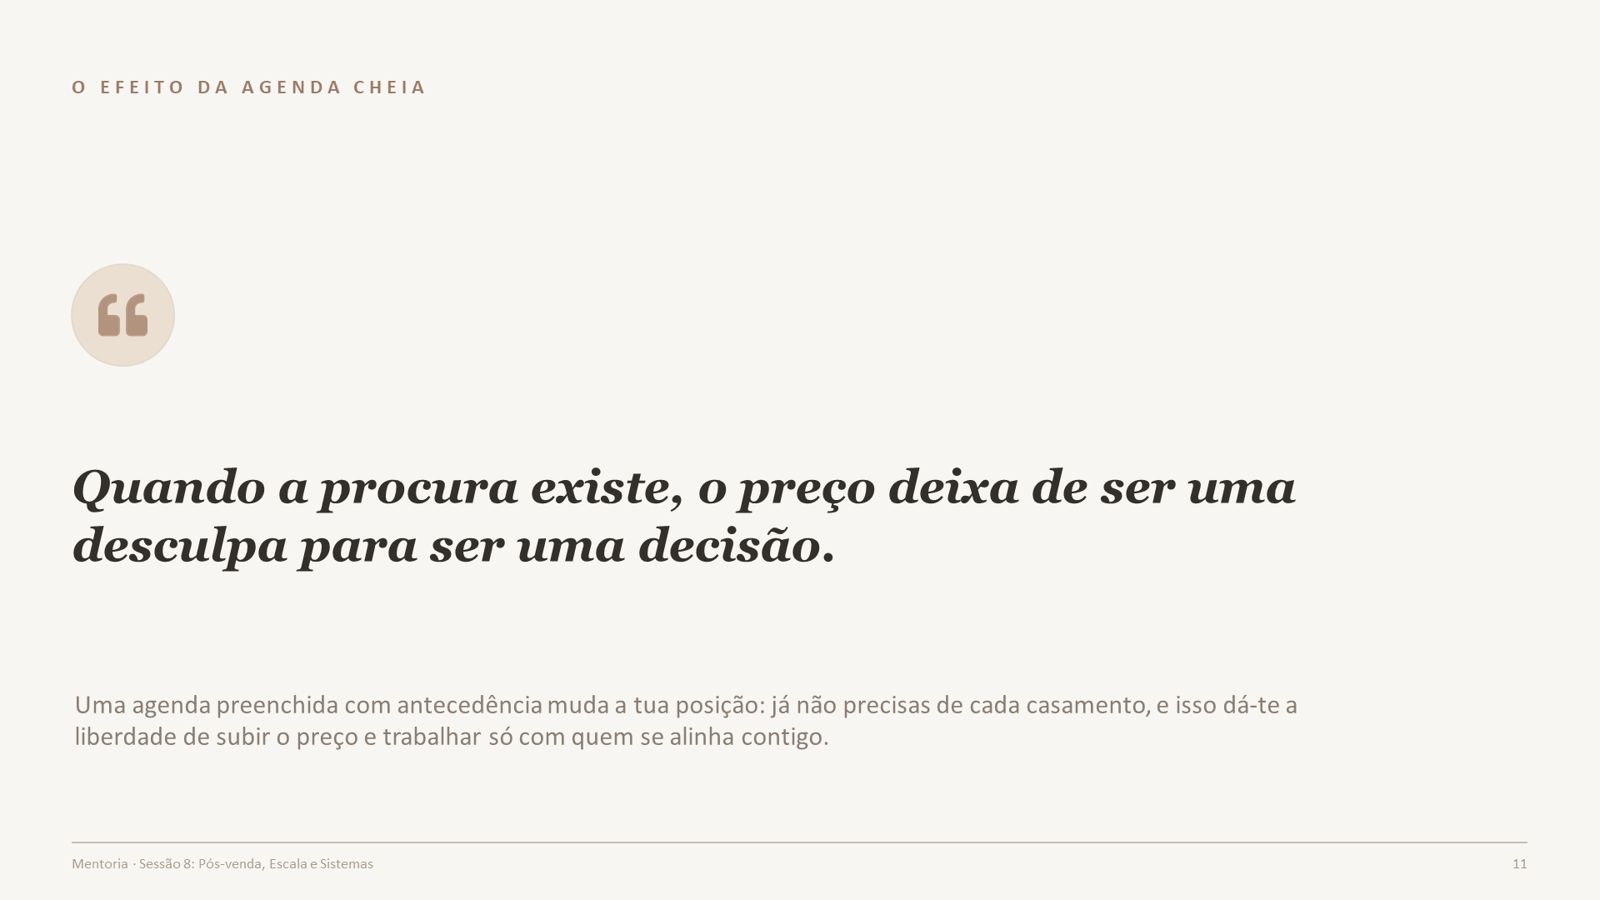 O EFEITO DA AGENDA CHEIA
Quando a procura existe, o preço deixa de ser uma
desculpa para ser uma decisão.
Uma agenda preenchida com antecedência muda a tua posição: já não precisas de cada casamento, e isso dá-te a
liberdade de subir o preço e trabalhar só com quem se alinha contigo.
Mentoria · Sessão 8: Pós-venda, Escala e Sistemas
11